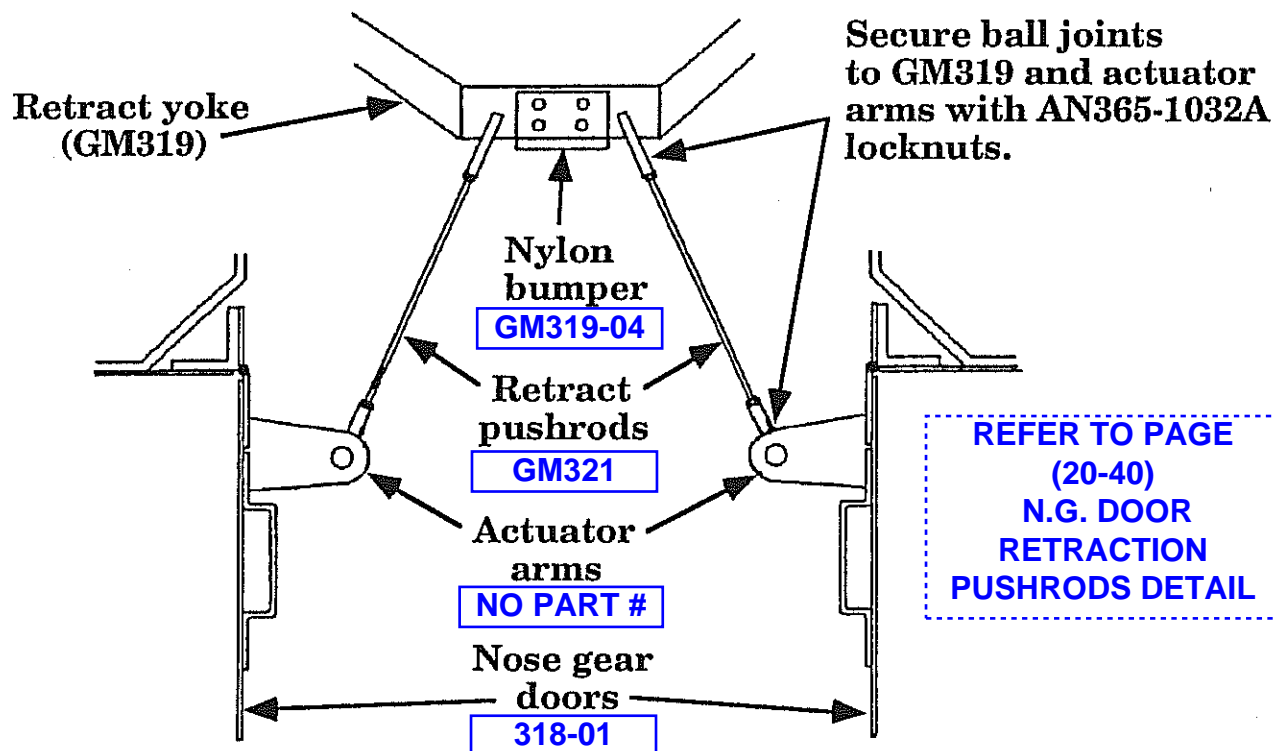 Retract yoke
(GM319)
Secure ball joints
to GM319 and actuator
arms with AN365-1032A
locknuts.
Nylon
bumper
GM319-04
Retract
pushrods
GM321
Actuator
arms
NO PART #
Nose gear
doors
318-01
REFER TO PAGE
(20-40)
N.G. DOOR
RETRACTION
PUSHRODS DETAIL